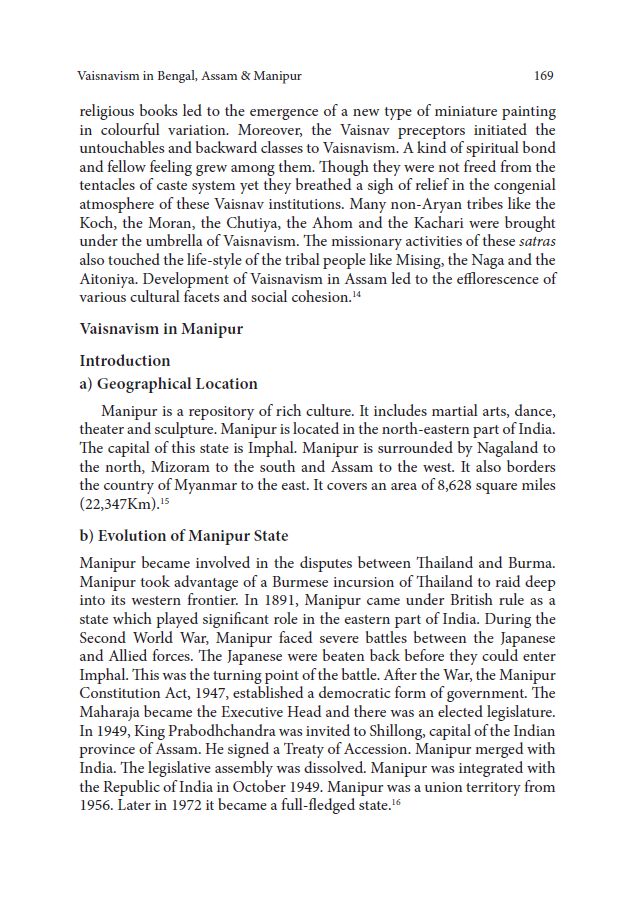 Vaisnavism in Bengal, Assam & Manipur 169
religious books led to the emergence of a new type of miniature painting
in colourful variation. Moreover, the Vaisnav preceptors initiated the
untouchables and backward classes to Vaisnavism. A kind of spiritual bond
and fellow feeling grew among them. Though they were not freed from the
tentacles of caste system yet they breathed a sigh of relief in the congenial
atmosphere of these Vaisnav institutions. Many non-Aryan tribes like the
Koch, the Moran, the Chutiya, the Ahom and the Kachari were brought
under the umbrella of Vaisnavism. The missionary activities of these satras
also touched the life-style of the tribal people like Mising, the Naga and the
Aitoniya. Development of Vaisnavism in Assam led to the efflorescence of
various cultural facets and social cohesion.14
Vaisnavism in Manipur
Introduction
a) Geographical Location
Manipur is a repository of rich culture. It includes martial arts, dance,
theater and sculpture. Manipur is located in the north-eastern part of India.
The capital of this state is Imphal. Manipur is surrounded by Nagaland to
the north, Mizoram to the south and Assam to the west. It also borders
the country of Myanmar to the east. It covers an area of 8,628 square miles
(22,347Km).15
b) Evolution of Manipur State
Manipur became involved in the disputes between Thailand and Burma.
Manipur took advantage of a Burmese incursion of Thailand to raid deep
into its western frontier. In 1891, Manipur came under British rule as a
state which played significant role in the eastern part of India. During the
Second World War, Manipur faced severe battles between the Japanese
and Allied forces. The Japanese were beaten back before they could enter
Imphal. This was the turning point of the battle. After the War, the Manipur
Constitution Act, 1947, established a democratic form of government. The
Maharaja became the Executive Head and there was an elected legislature.
In 1949, King Prabodhchandra was invited to Shillong, capital of the Indian
province of Assam. He signed a Treaty of Accession. Manipur merged with
India. The legislative assembly was dissolved. Manipur was integrated with
the Republic of India in October 1949. Manipur was a union territory from
1956. Later in 1972 it became a full-fledged state.16